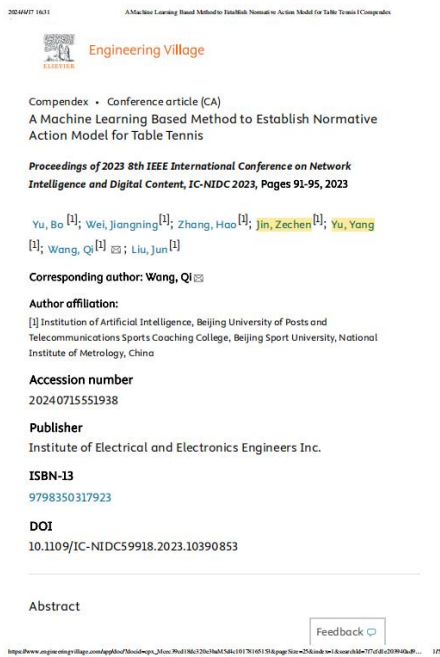 2024/4/17 16:31 A Machine Learning Based Method to Establish Normative Action Model for Table Tennis | Compendex
ELSEVIER
Engineering Village
Compendex • Conference article (CA)
A Machine Learning Based Method to Establish Normative
Action Model for Table Tennis
Proceedings of 2023 8th IEEE International Conference on Network
Intelligence and Digital Content, IC-NIDC 2023, Pages 91-95, 2023
Yu, Bo [1]; Wei, Jiangning[1]; Zhang, Hao[1]; Jin, Zechen[1]; Yu, Yang
[1]; Wang, Qi[1] ; Liu, Jun[1]
Corresponding author: Wang, Qi
Author affiliation:
[1] Institution of Artificial Intelligence, Beijing University of Posts and
Telecommunications Sports Coaching College, Beijing Sport University, National
Institute of Metrology, China
Accession number
20240715551938
Publisher
Institute of Electrical and Electronics Engineers Inc.
ISBN-13
9798350317923
DOI
10.1109/IC-NIDC59918.2023.10390853
Abstract
Feedback